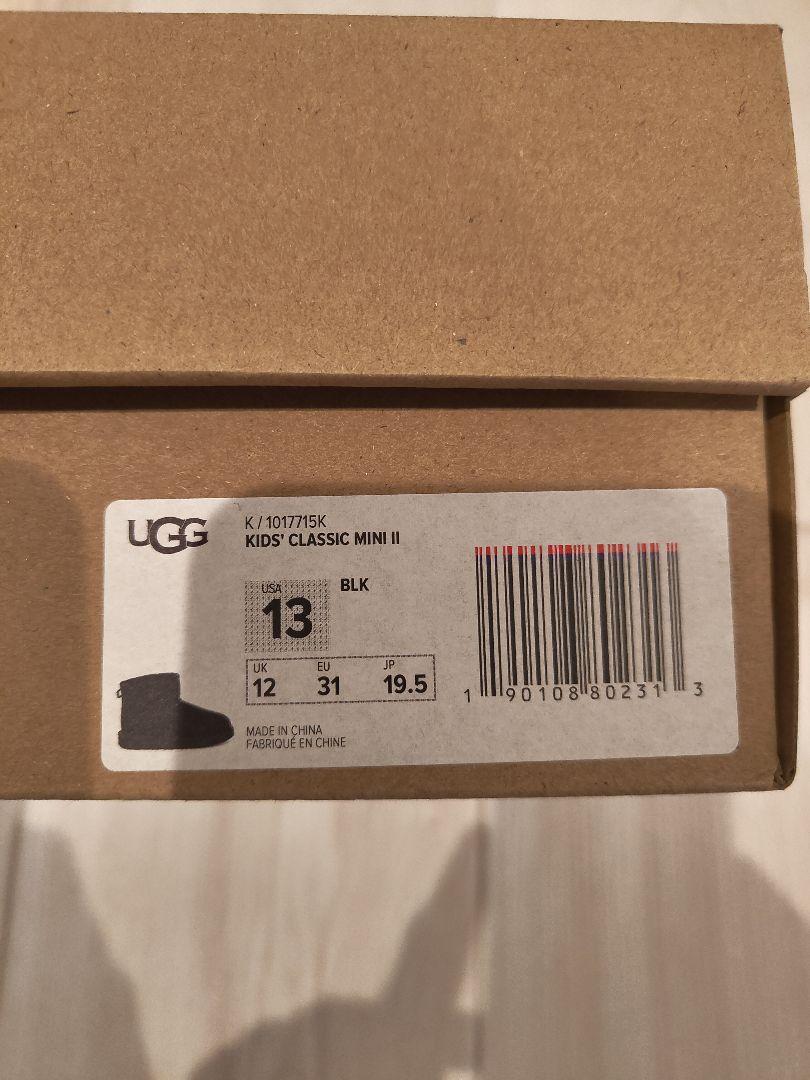 UGG
K / 1017715K
KIDS' CLASSIC MINI II
USA
13
BLK
UK EU JP
12 31 19.5
MADE IN CHINA
FABRIQUÉ EN CHINE
1 90108 80231 3